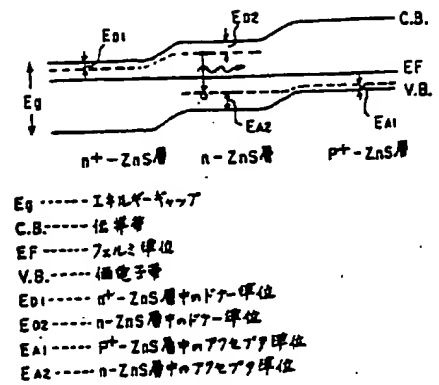 ED1
ED2
C.B.
Eg
EF
V.B.
EA2
EA1
n+-ZnS層
n-ZnS層
P+-ZnS層
Eg ------ エネルギーギャップ
C.B.------ 伝導帯
EF ------ フェルミ準位
V.B.------ 価電子帯
ED1 ----- n+-ZnS層中のドナー準位
ED2 ----- n-ZnS層中のドナー準位
EA1 ----- P+-ZnS層中のアクセプタ準位
EA2 ----- n-ZnS層中のアクセプタ準位